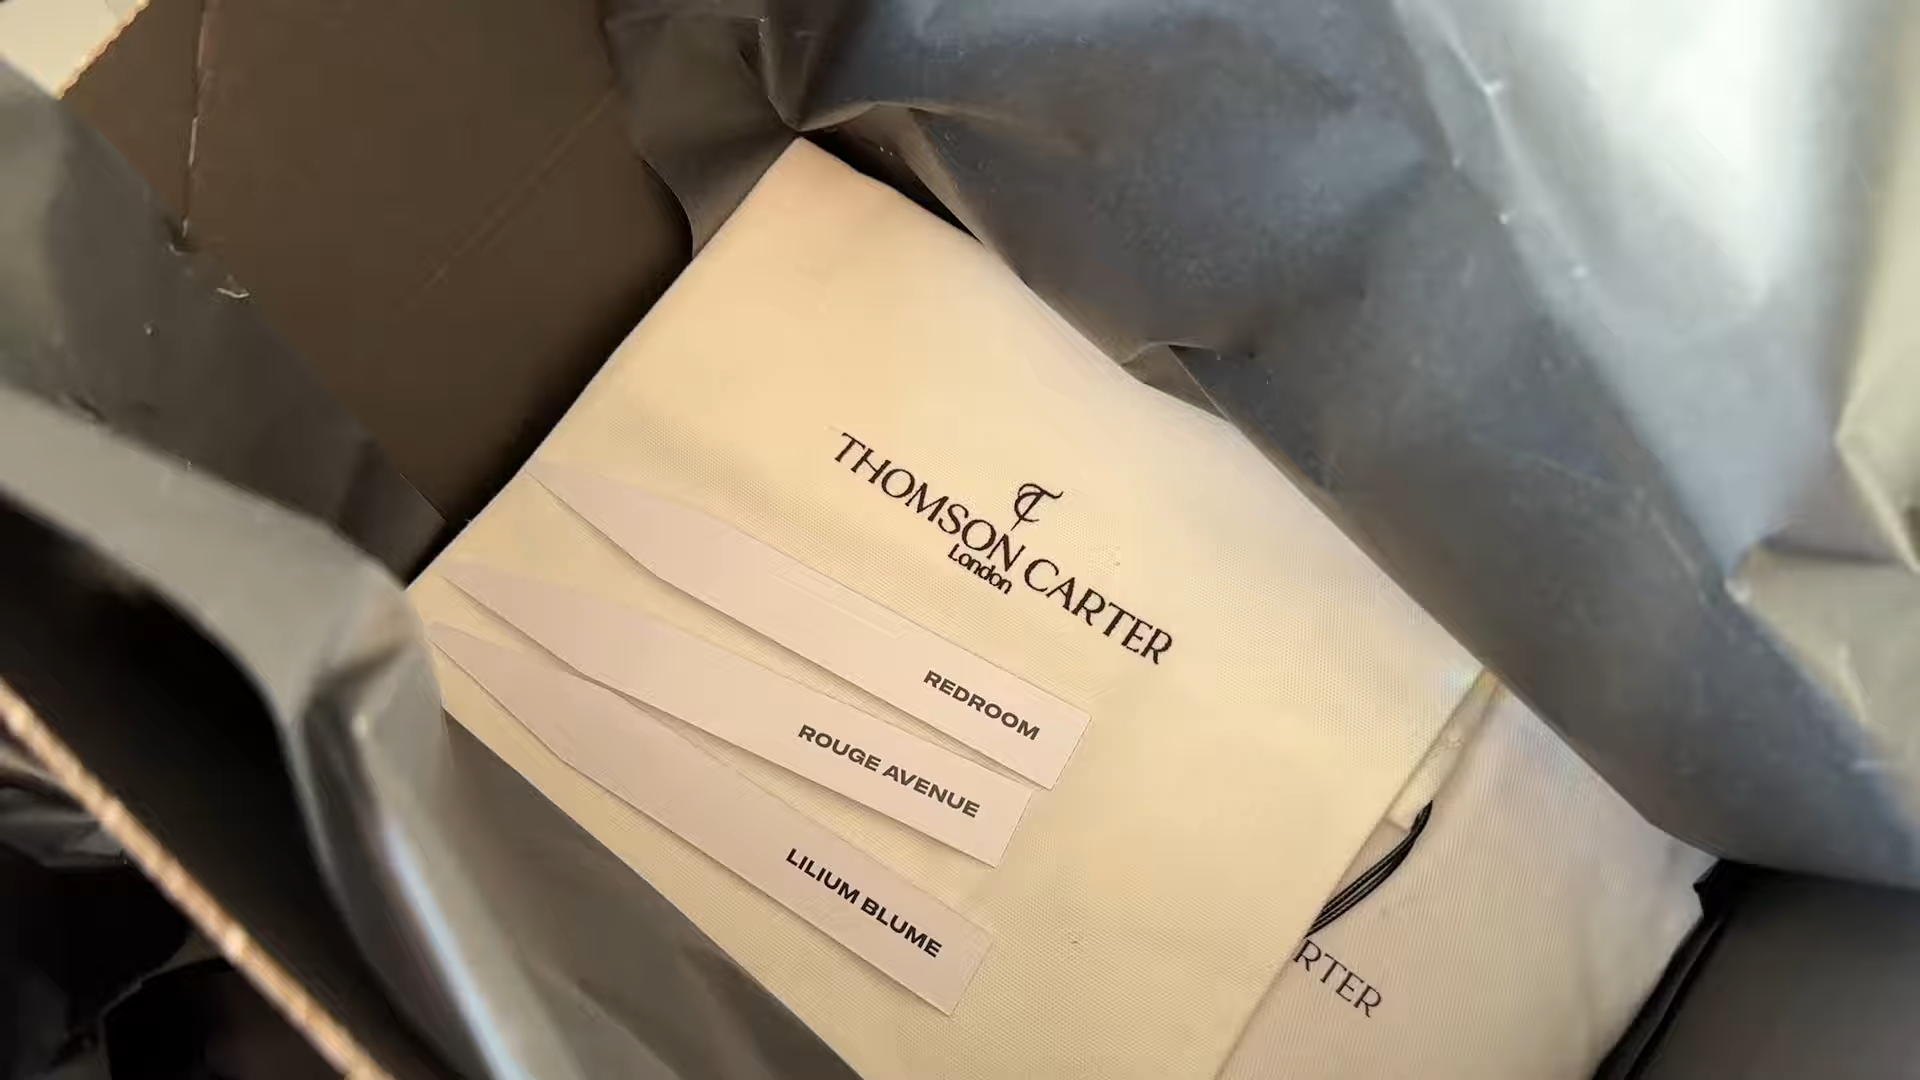 TC
THOMSON CARTER
London
REDROOM
ROUGE AVENUE
LILIUM BLUME
RTER